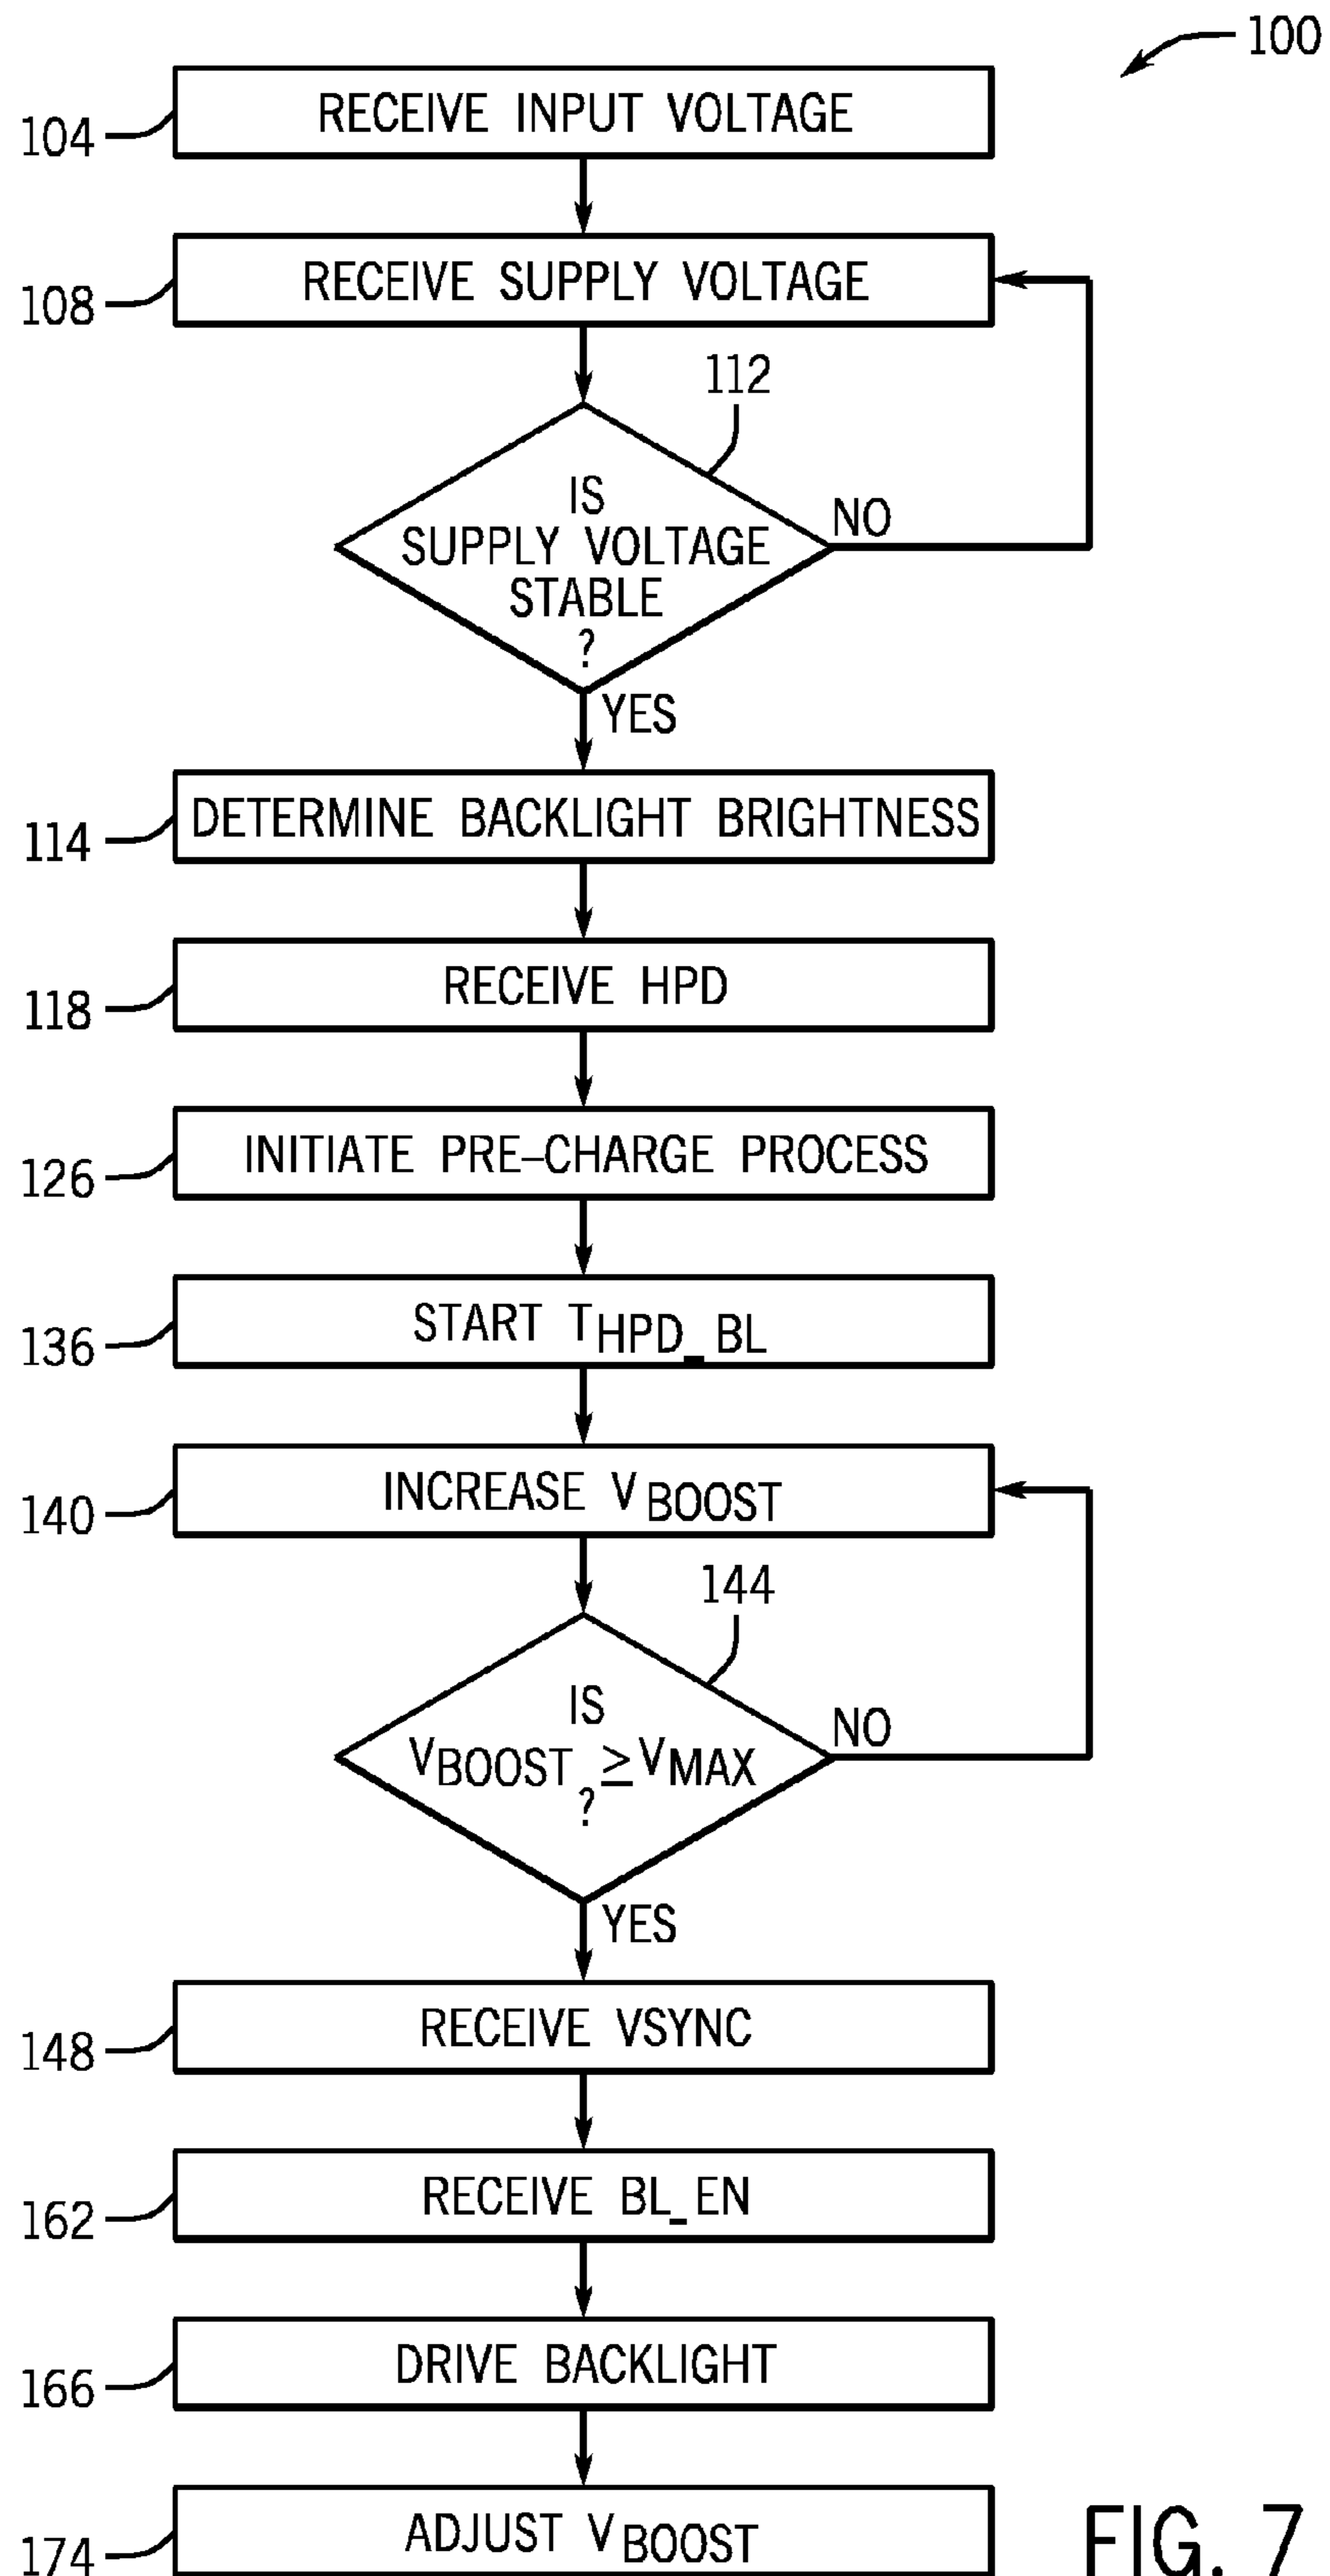 100
104
RECEIVE INPUT VOLTAGE
108
RECEIVE SUPPLY VOLTAGE
112
IS
SUPPLY VOLTAGE
STABLE
?
NO
YES
114
DETERMINE BACKLIGHT BRIGHTNESS
118
RECEIVE HPD
126
INITIATE PRE–CHARGE PROCESS
136
START THPD_BL
140
INCREASE VBOOST
144
IS
VBOOST ≥ VMAX
?
NO
YES
148
RECEIVE VSYNC
162
RECEIVE BL_EN
166
DRIVE BACKLIGHT
174
ADJUST VBOOST
FIG. 7